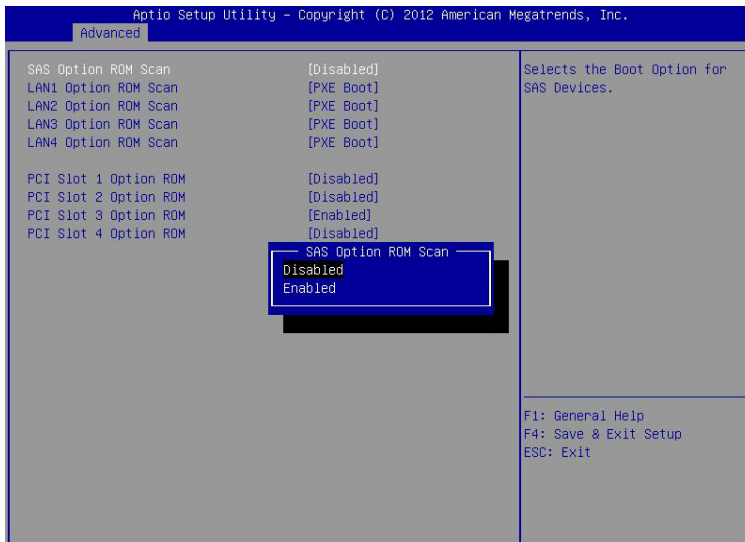 Aptio Setup Utility - Copyright (C) 2012 American Megatrends, Inc.
Advanced
SAS Option ROM Scan [Disabled]
LAN1 Option ROM Scan [PXE Boot]
LAN2 Option ROM Scan [PXE Boot]
LAN3 Option ROM Scan [PXE Boot]
LAN4 Option ROM Scan [PXE Boot]
PCI Slot 1 Option ROM [Disabled]
PCI Slot 2 Option ROM [Disabled]
PCI Slot 3 Option ROM [Enabled]
PCI Slot 4 Option ROM [Disabled]
SAS Option ROM Scan
Disabled
Enabled
Selects the Boot Option for
SAS Devices.
F1: General Help
F4: Save & Exit Setup
ESC: Exit